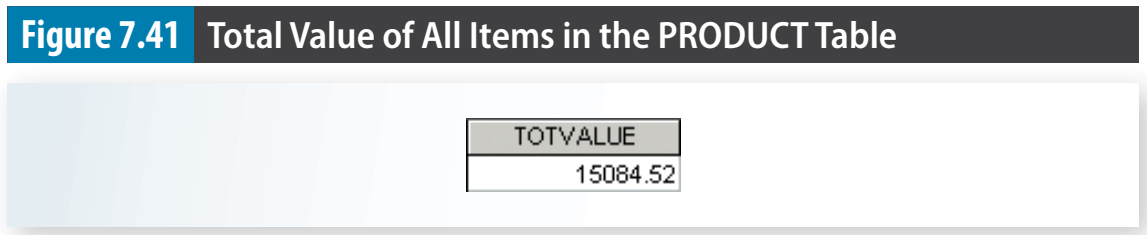 Figure 7.41 Total Value of All Items in the PRODUCT Table
TOTVALUE
15084.52